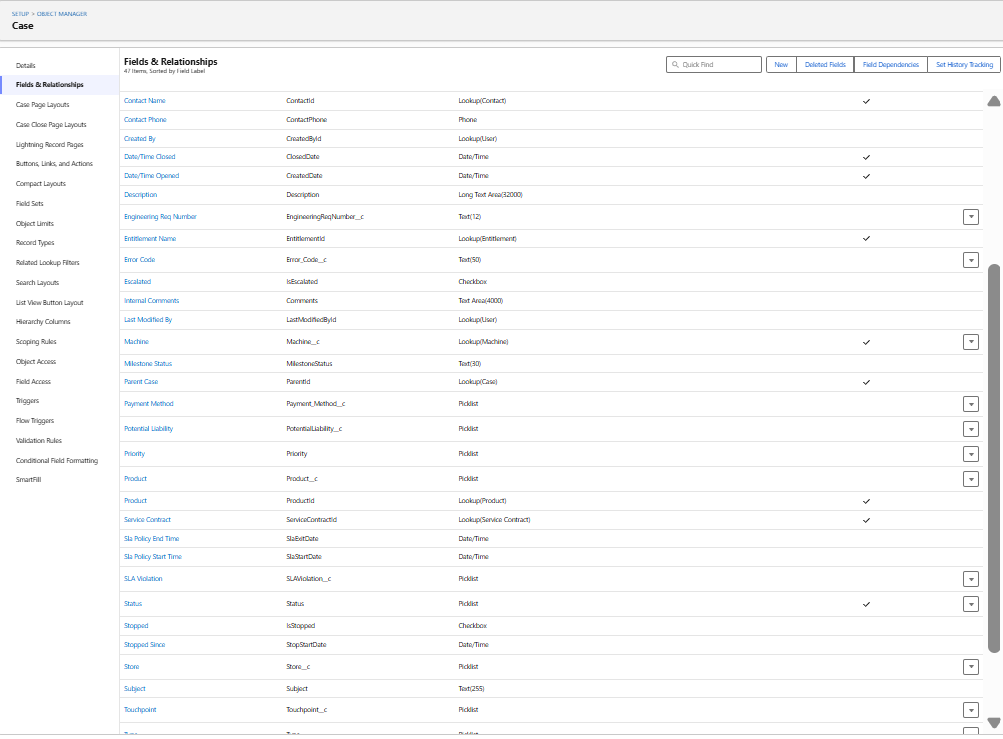 SETUP > OBJECT MANAGER
Case
Details
Fields & Relationships
Case Page Layouts
Case Close Page Layouts
Lightning Record Pages
Buttons, Links, and Actions
Compact Layouts
Field Sets
Object Limits
Record Types
Related Lookup Filters
Search Layouts
List View Button Layout
Hierarchy Columns
Scoping Rules
Object Access
Field Access
Triggers
Flow Triggers
Validation Rules
Conditional Field Formatting
SmartFill
Fields & Relationships
47 Items, Sorted by Field Label
Quick Find
New
Deleted Fields
Field Dependencies
Set History Tracking
Contact Name ContactId Lookup(Contact) ✓
Contact Phone ContactPhone Phone
Created By CreatedById Lookup(User)
Date/Time Closed ClosedDate Date/Time ✓
Date/Time Opened CreatedDate Date/Time ✓
Description Description Long Text Area(32000)
Engineering Req Number EngineeringReqNumber__c Text(12)
Entitlement Name EntitlementId Lookup(Entitlement) ✓
Error Code Error_Code__c Text(50)
Escalated IsEscalated Checkbox
Internal Comments Comments Text Area(4000)
Last Modified By LastModifiedById Lookup(User)
Machine Machine__c Lookup(Machine) ✓
Milestone Status MilestoneStatus Text(30)
Parent Case ParentId Lookup(Case) ✓
Payment Method Payment_Method__c Picklist
Potential Liability PotentialLiability__c Picklist
Priority Priority Picklist
Product Product__c Picklist
Product ProductId Lookup(Product) ✓
Service Contract ServiceContractId Lookup(Service Contract) ✓
Sla Policy End Time SlaExitDate Date/Time
Sla Policy Start Time SlaStartDate Date/Time
SLA Violation SLAViolation__c Picklist
Status Status Picklist ✓
Stopped IsStopped Checkbox
Stopped Since StopStartDate Date/Time
Store Store__c Picklist
Subject Subject Text(255)
Touchpoint Touchpoint__c Picklist